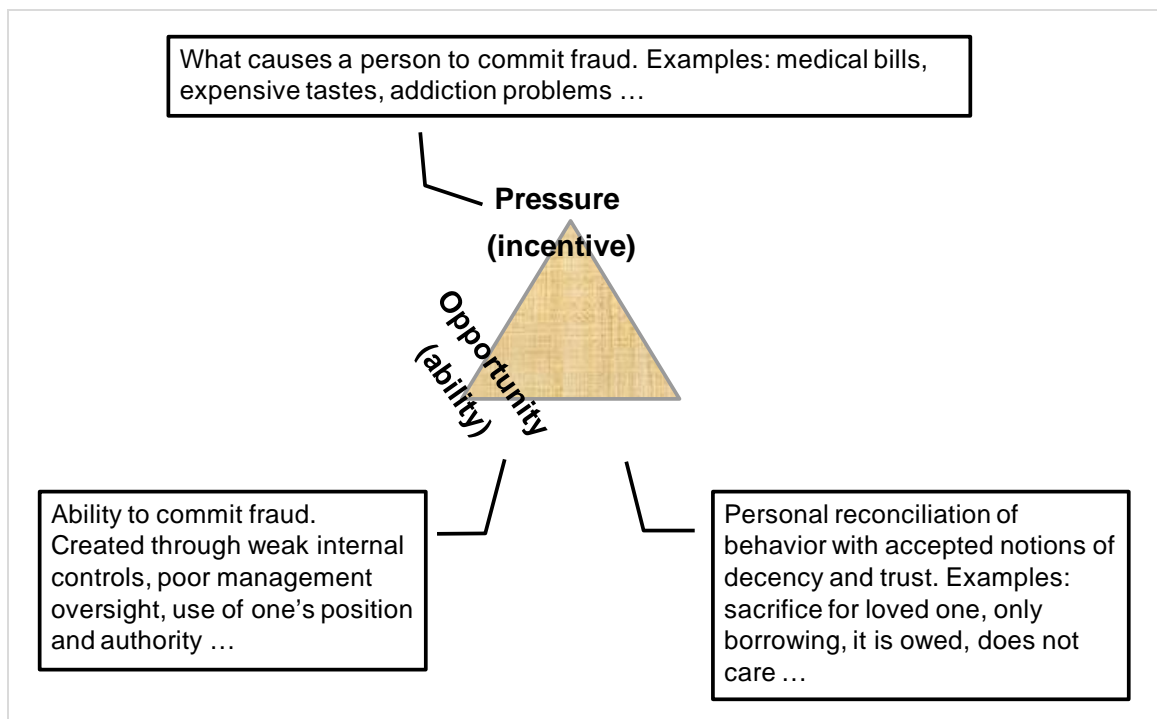 What causes a person to commit fraud. Examples: medical bills,
expensive tastes, addiction problems …
Pressure
(incentive)
Opportunity
(ability)
Ability to commit fraud.
Created through weak internal
controls, poor management
oversight, use of one’s position
and authority …
Personal reconciliation of
behavior with accepted notions of
decency and trust. Examples:
sacrifice for loved one, only
borrowing, it is owed, does not
care …